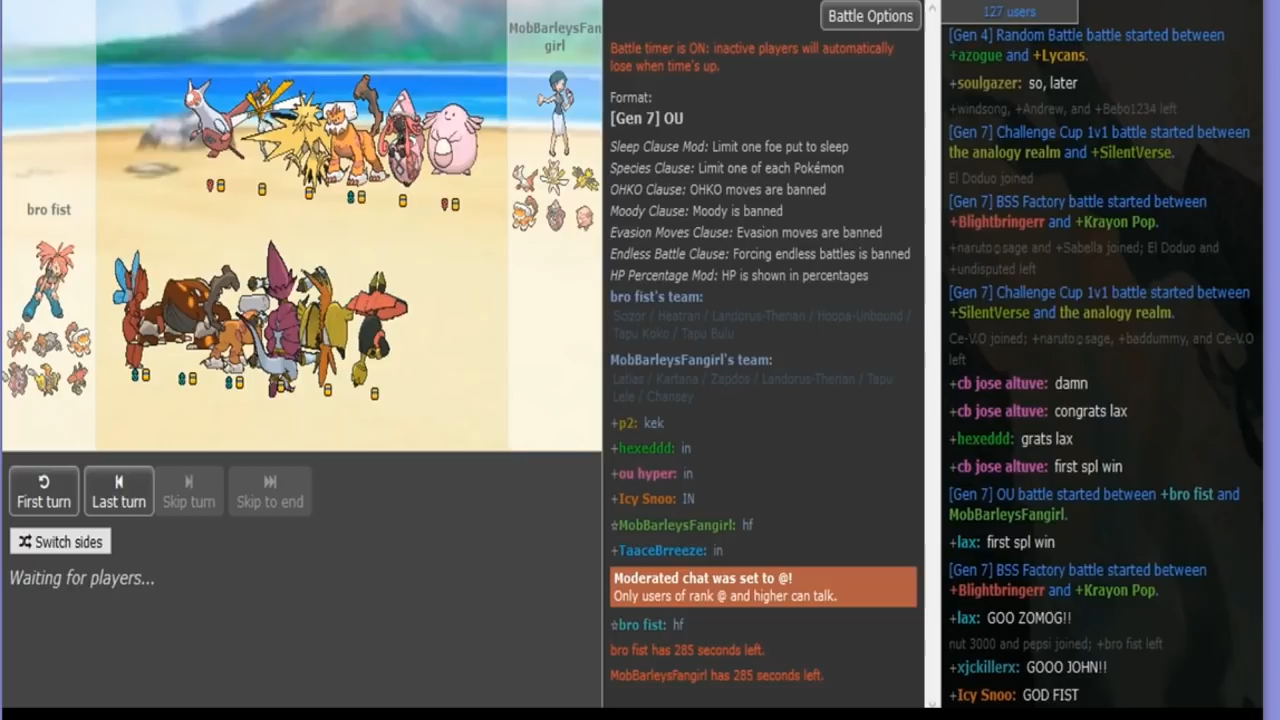 MobBarleysFan
girl
bro fist
First turn
Last turn
Skip turn
Skip to end
Switch sides
Waiting for players...
Battle Options
Battle timer is ON: inactive players will automatically
lose when time's up.
Format:
[Gen 7] OU
Sleep Clause Mod: Limit one foe put to sleep
Species Clause: Limit one of each Pokémon
OHKO Clause: OHKO moves are banned
Moody Clause: Moody is banned
Evasion Moves Clause: Evasion moves are banned
Endless Battle Clause: Forcing endless battles is banned
HP Percentage Mod: HP is shown in percentages
bro fist's team:
Scizor / Heatran / Landorus-Therian / Hoopa-Unbound /
Tapu Koko / Tapu Bulu
MobBarleysFangirl's team:
Latias / Kartana / Zapdos / Landorus-Therian / Tapu
Lele / Chansey
+p2: kek
+hexeddd: in
+ou hyper: in
+Icy Snoo: IN
☆MobBarleysFangirl: hf
+TaaceBrreeze: in
Moderated chat was set to @!
Only users of rank @ and higher can talk.
☆bro fist: hf
bro fist has 285 seconds left.
MobBarleysFangirl has 285 seconds left.
127 users
[Gen 4] Random Battle battle started between
+azogue and +Lycans.
+soulgazer: so, later
+windsong, +Andrew, and +Bebo1234 left
[Gen 7] Challenge Cup 1v1 battle started between
the analogy realm and +SilentVerse.
El Doduo joined
[Gen 7] BSS Factory battle started between
+Blightbringerr and +Krayon Pop.
+naruto sage and +Sabella joined; El Doduo and
+undisputed left
[Gen 7] Challenge Cup 1v1 battle started between
+SilentVerse and the analogy realm.
Ce-V.O joined; +naruto sage, +baddummy, and Ce-V.O
left
+cb jose altuve: damn
+cb jose altuve: congrats lax
+hexeddd: grats lax
+cb jose altuve: first spl win
[Gen 7] OU battle started between +bro fist and
MobBarleysFangirl.
+lax: first spl win
[Gen 7] BSS Factory battle started between
+Blightbringerr and +Krayon Pop.
+lax: GOO ZOMOG!!
nut 3000 and pepsi joined; +bro fist left
+xjckillerx: GOOO JOHN!!
+Icy Snoo: GOD FIST